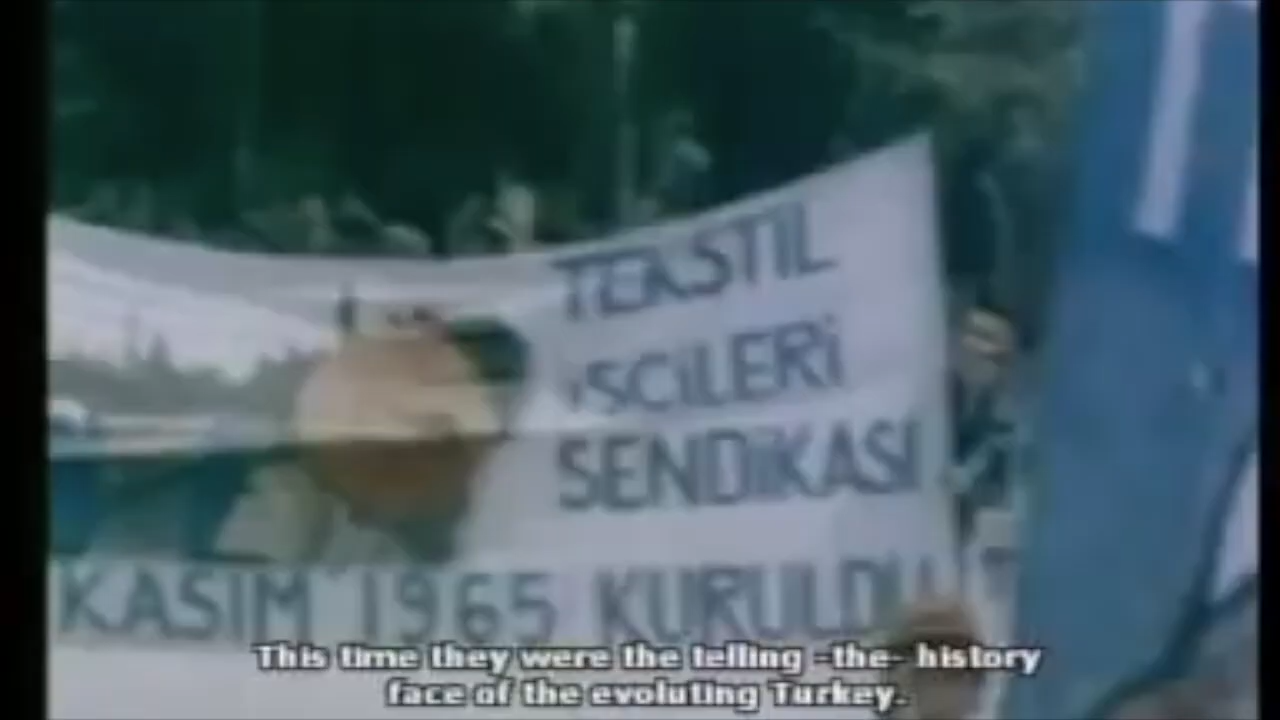 TEKSTİL
İSCİLERİ
SENDİKASI
KASIM 1965 KURULDU
This time they were the telling -the- history
face of the evoluting Turkey.